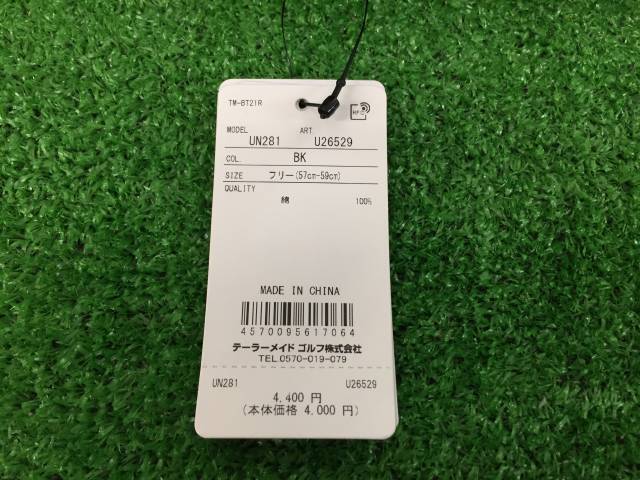 TM-BT21R
MODEL UN281 ART U26529
COL. BK
SIZE フリー(57cm-59cm)
QUALITY
綿 100%
MADE IN CHINA
4570095617064
テーラーメイド ゴルフ株式会社
TEL.0570-019-079
UN281 U26529
4,400 円
(本体価格 4,000 円)